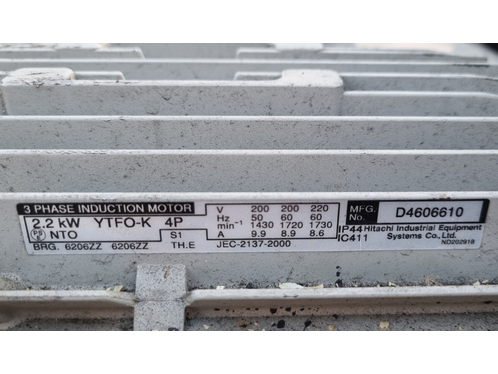 3 PHASE INDUCTION MOTOR
2.2 kW YTFO-K 4P
NTO S1
BRG. 6206ZZ 6206ZZ TH.E JEC-2137-2000
V 200 200 220
Hz 50 60 60
min⁻¹ 1430 1720 1730
A 9.9 8.9 8.6
MFG. No. D4606610
IP44 Hitachi Industrial Equipment
IC411 Systems Co., Ltd.
ND202918